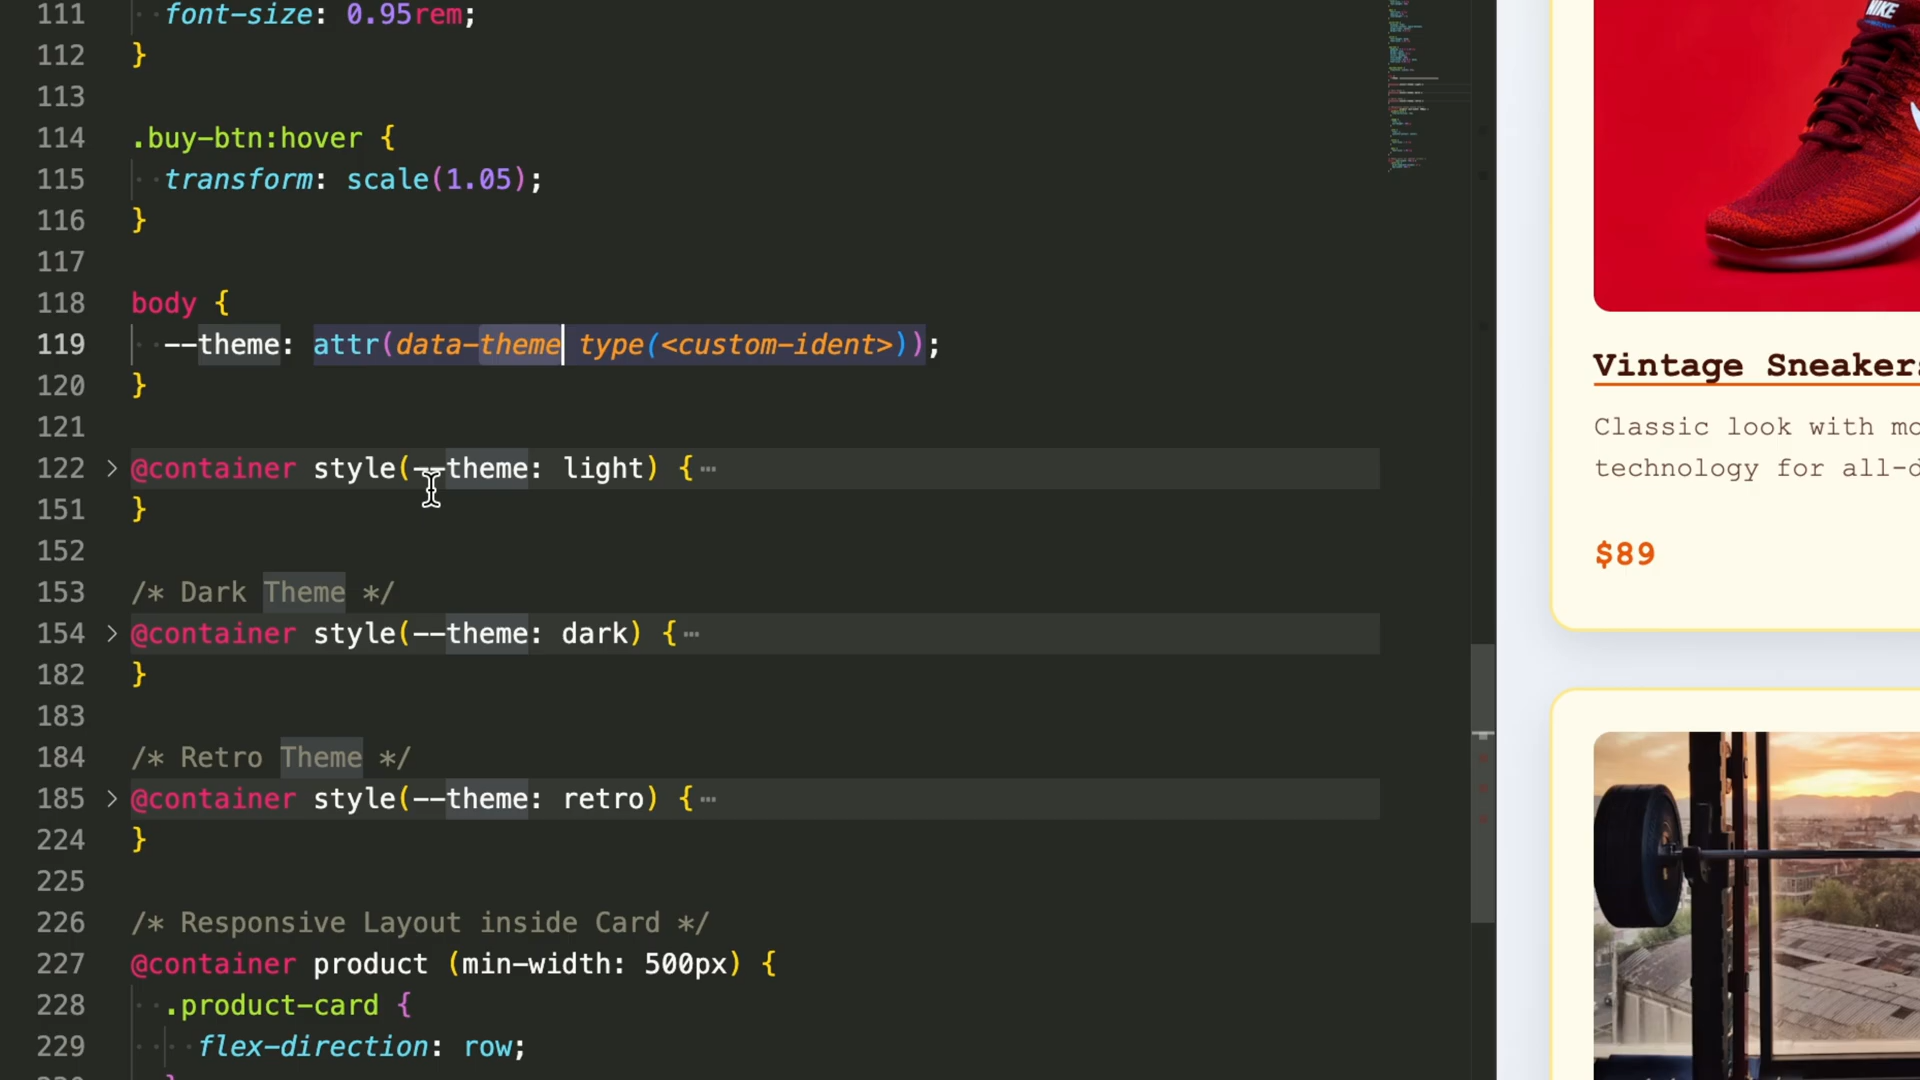 111 font-size: 0.95rem;
112 }
113
114 .buy-btn:hover {
115 transform: scale(1.05);
116 }
117
118 body {
119 --theme: attr(data-theme type(<custom-ident>));
120 }
121
122 @container style(--theme: light) {…
151 }
152
153 /* Dark Theme */
154 @container style(--theme: dark) {…
182 }
183
184 /* Retro Theme */
185 @container style(--theme: retro) {…
224 }
225
226 /* Responsive Layout inside Card */
227 @container product (min-width: 500px) {
228 .product-card {
229 flex-direction: row;
NIKE
Vintage Sneakers
Classic look with mo
technology for all-d
$89